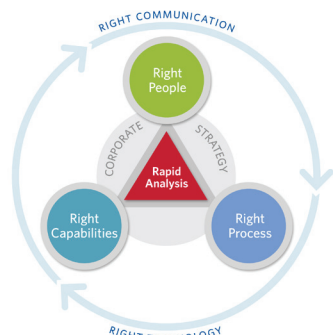 RIGHT COMMUNICATION
Right
People
CORPORATE
STRATEGY
Rapid
Analysis
Right
Capabilities
Right
Process
RIGHT